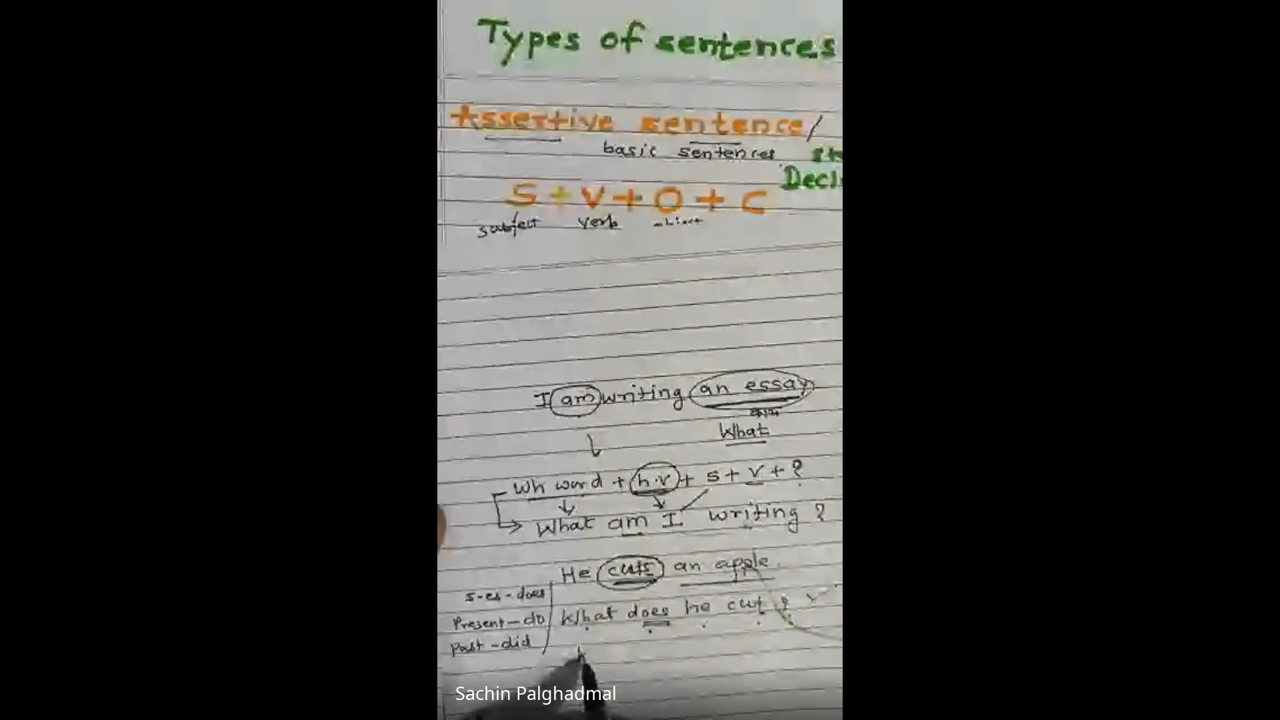 Types of sentences
Assertive sentence/
basic sentences
Decl
S + V + O + C
subject verb object
I am writing an essay
What
Wh word + h.v + S + V + ?
What am I writing ?
He cuts an apple
s-es-does
What does he cut ?
Present-do
Past-did
Sachin Palghadmal